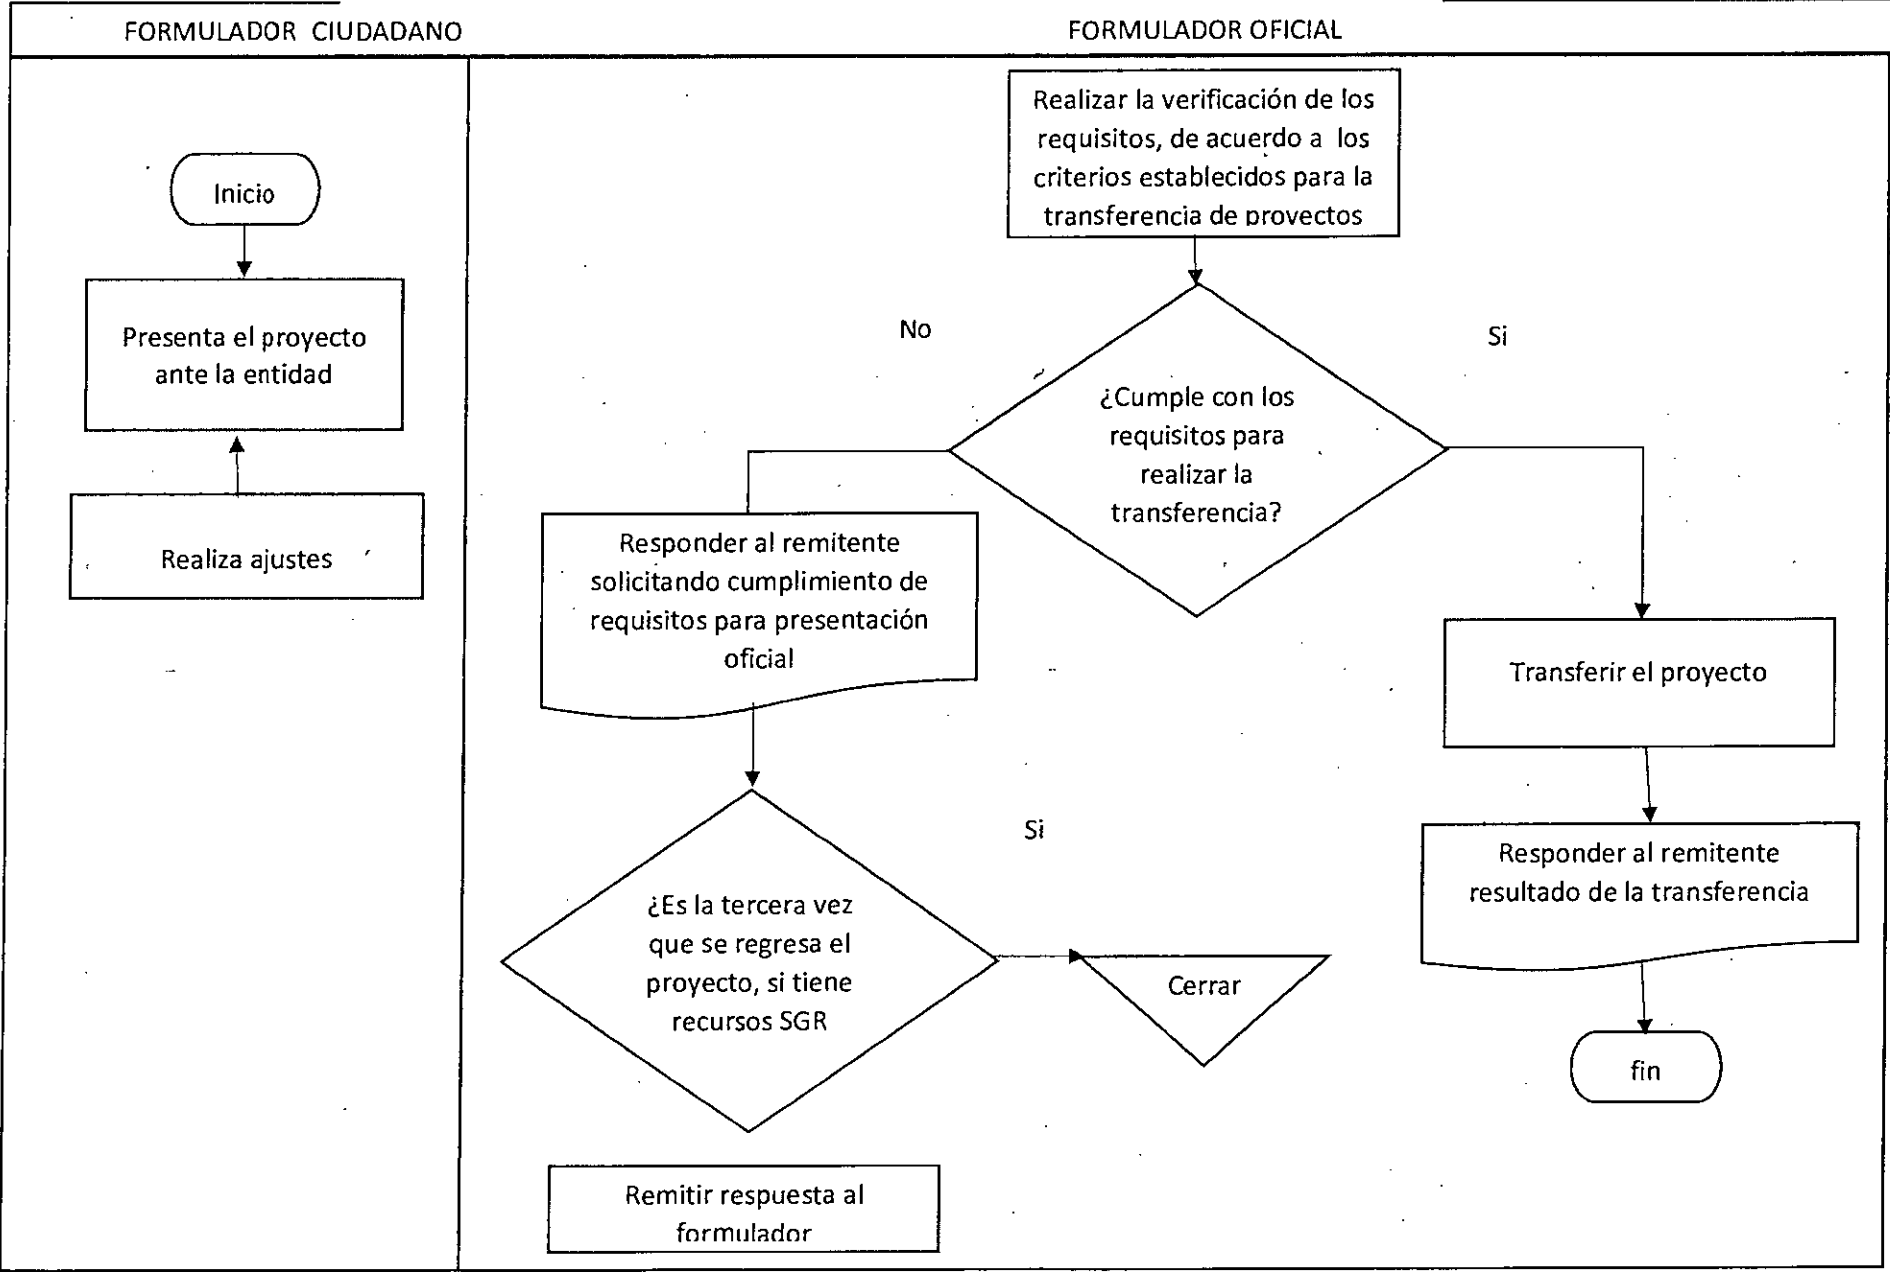 FORMULADOR CIUDADANO
FORMULADOR OFICIAL
Inicio
Presenta el proyecto
ante la entidad
Realiza ajustes
Realizar la verificación de los
requisitos, de acuerdo a los
criterios establecidos para la
transferencia de proyectos
No
Si
¿Cumple con los
requisitos para
realizar la
transferencia?
Responder al remitente
solicitando cumplimiento de
requisitos para presentación
oficial
Transferir el proyecto
Si
¿Es la tercera vez
que se regresa el
proyecto, si tiene
recursos SGR
Cerrar
Responder al remitente
resultado de la transferencia
fin
Remitir respuesta al
formulador